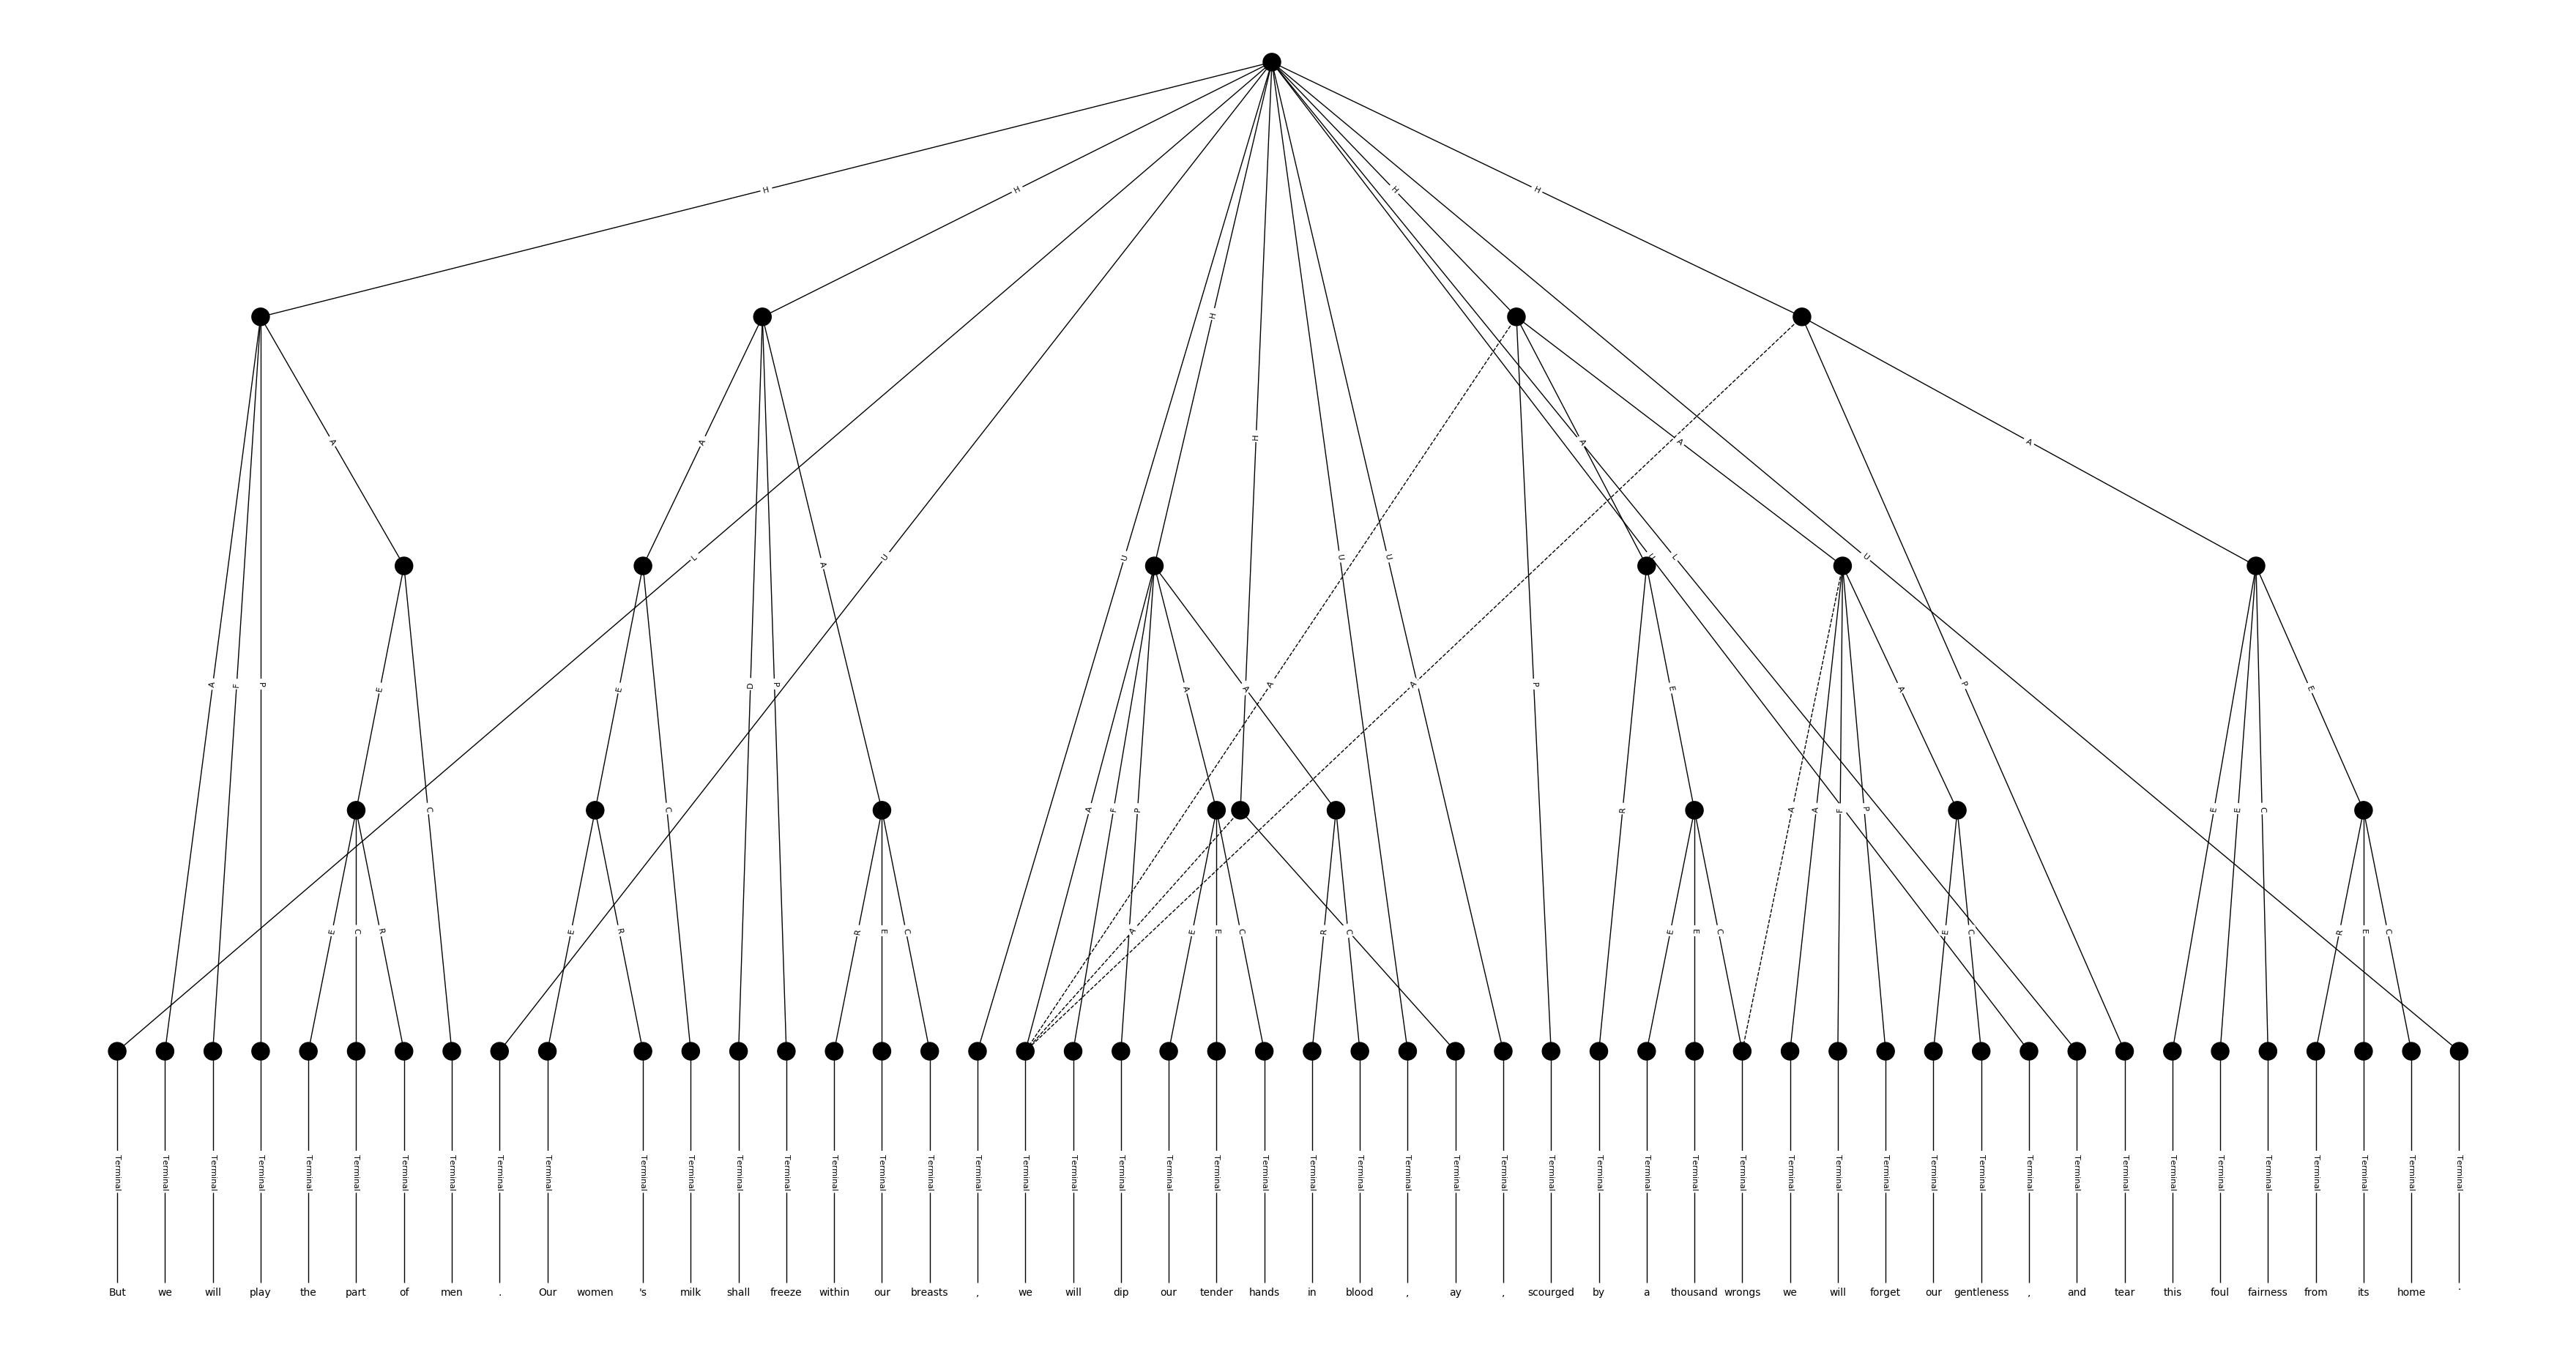 H H H H
H
A A H A A A
L U A U U U U L U
A F P E E D P A A A A P E A P E
C C A F P R A A F P E E C
E C R E R R E C A E E C R C E E C E C R E C
Terminal Terminal Terminal Terminal Terminal Terminal Terminal Terminal Terminal Terminal Terminal Terminal Terminal Terminal Terminal Terminal Terminal Terminal Terminal Terminal Terminal Terminal Terminal Terminal Terminal Terminal Terminal Terminal Terminal Terminal Terminal Terminal Terminal Terminal Terminal Terminal Terminal Terminal Terminal Terminal Terminal Terminal Terminal Terminal Terminal Terminal Terminal Terminal Terminal
But we will play the part of men . Our women 's milk shall freeze within our breasts , we will dip our tender hands in blood , ay , scourged by a thousand wrongs we will forget our gentleness , and tear this foul fairness from its home .